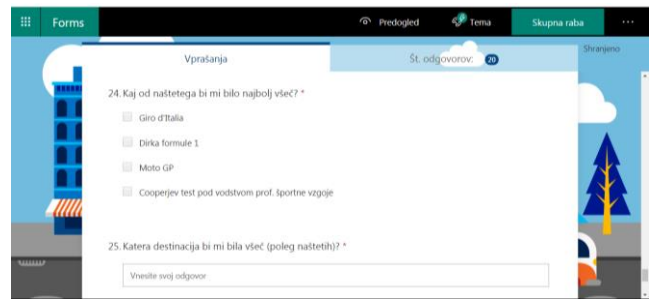 Forms
Predogled
Tema
Skupna raba
Shranjeno
Vprašanja
Št. odgovorov: 20
24. Kaj od naštetega bi mi bilo najbolj všeč? *
Giro d'Italia
Dirka formule 1
Moto GP
Cooperjev test pod vodstvom prof. športne vzgoje
25. Katera destinacija bi mi bila všeč (poleg naštetih)? *
Vnesite svoj odgovor